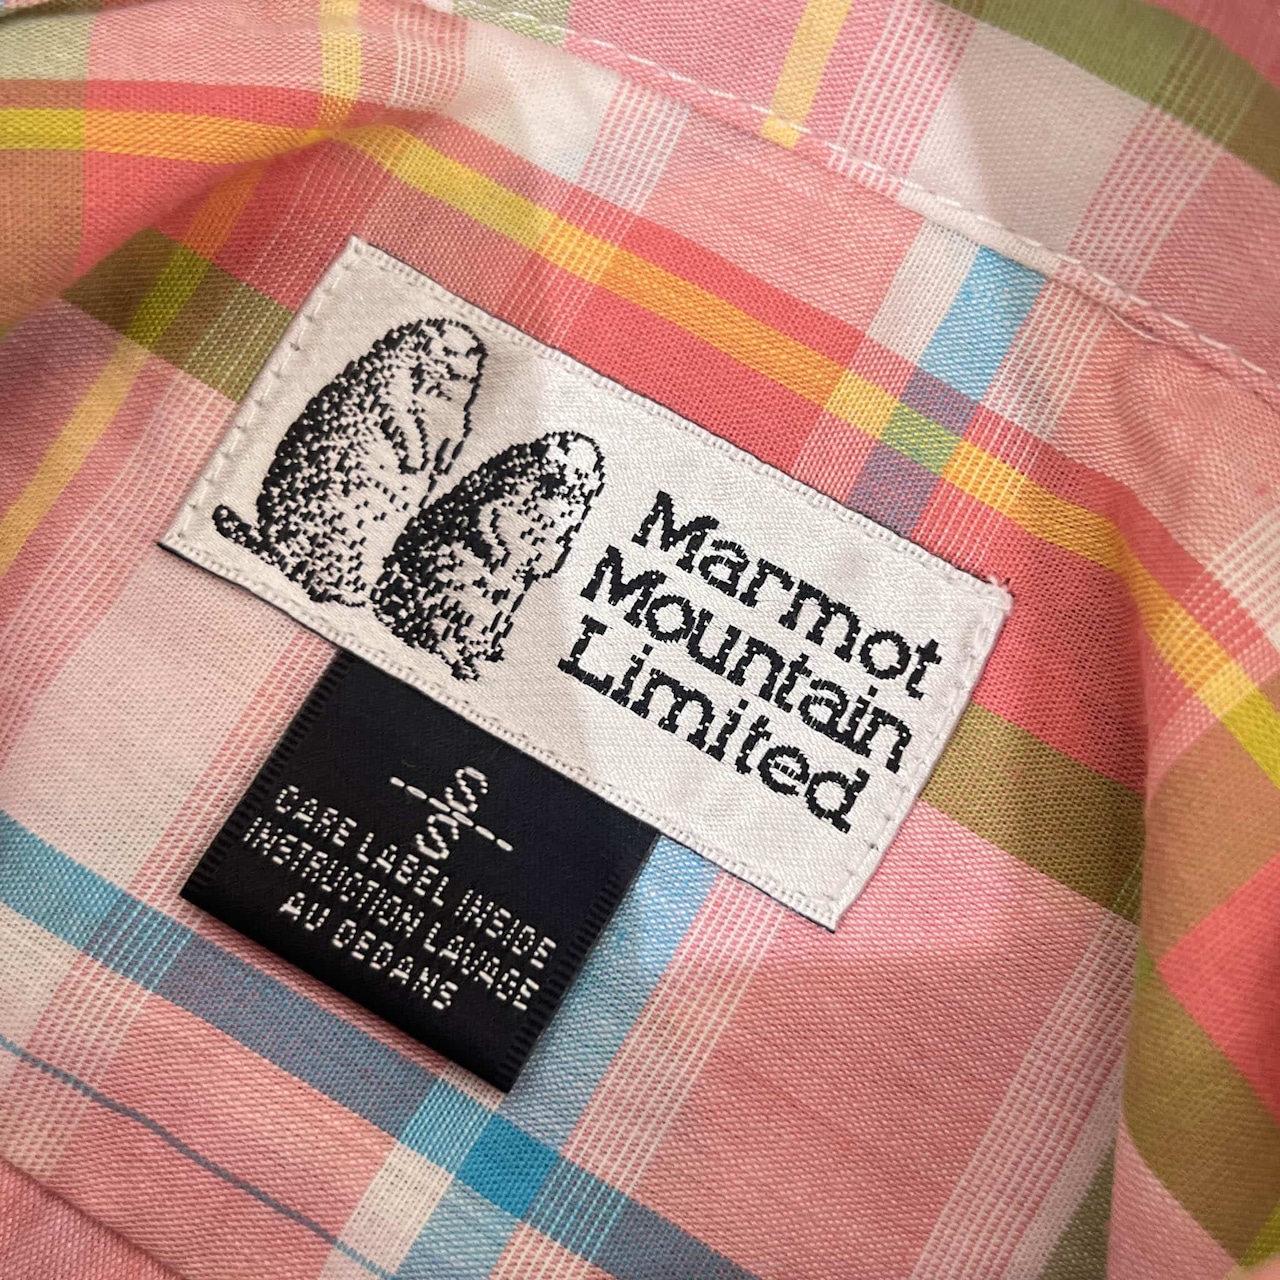 Marmot
Mountain
Limited
S
S
CARE LABEL INSIDE
INSTRUCTION LAVAGE
AU DEDANS